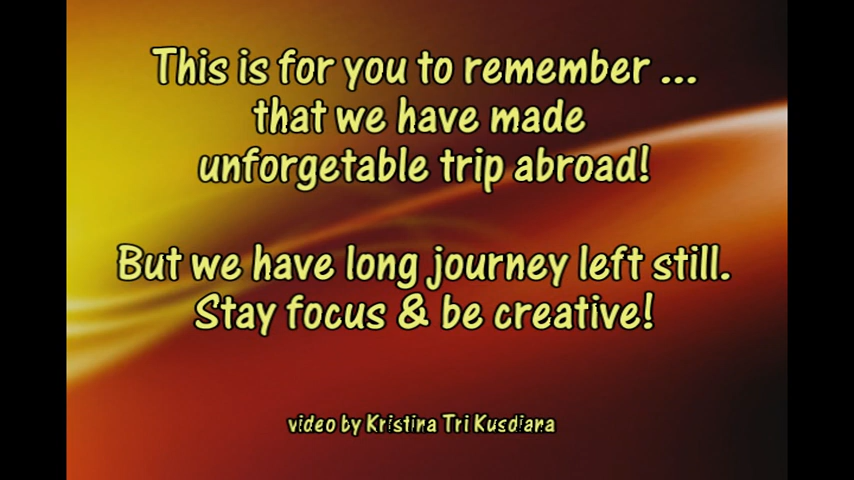 This is for you to remember ...
that we have made
unforgetable trip abroad!
But we have long journey left still.
Stay focus & be creative!
video by Kristina Tri Kusdiana